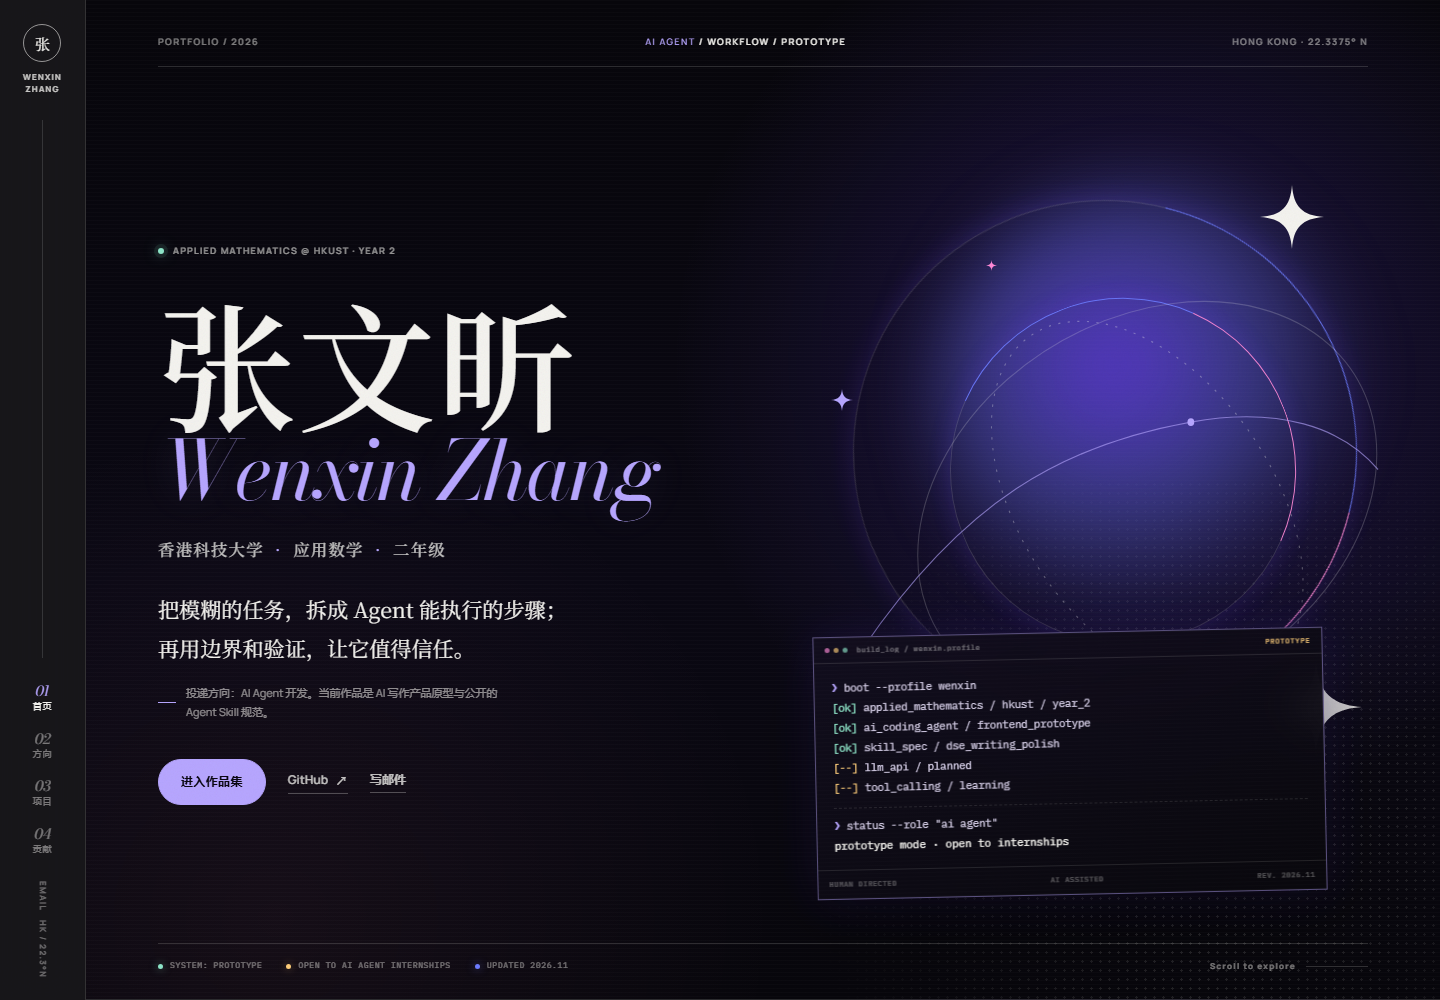 张
WENXIN
ZHANG
01
首页
02
方向
03
项目
04
贡献
EMAIL HK / 22.3°N
PORTFOLIO / 2026
AI AGENT / WORKFLOW / PROTOTYPE
HONG KONG · 22.3375° N
APPLIED MATHEMATICS @ HKUST · YEAR 2
张文昕
Wenxin Zhang
香港科技大学 · 应用数学 · 二年级
把模糊的任务，拆成 Agent 能执行的步骤；
再用边界和验证，让它值得信任。
投递方向：AI Agent 开发。当前作品是 AI 写作产品原型与公开的
Agent Skill 规范。
进入作品集
GitHub ↗
写邮件
build_log / wenxin.profile
PROTOTYPE
❯ boot --profile wenxin
[ok] applied_mathematics / hkust / year_2
[ok] ai_coding_agent / frontend_prototype
[ok] skill_spec / dse_writing_polish
[--] llm_api / planned
[--] tool_calling / learning
❯ status --role "ai agent"
prototype mode · open to internships
HUMAN DIRECTED
AI ASSISTED
REV. 2026.11
SYSTEM: PROTOTYPE
OPEN TO AI AGENT INTERNSHIPS
UPDATED 2026.11
Scroll to explore